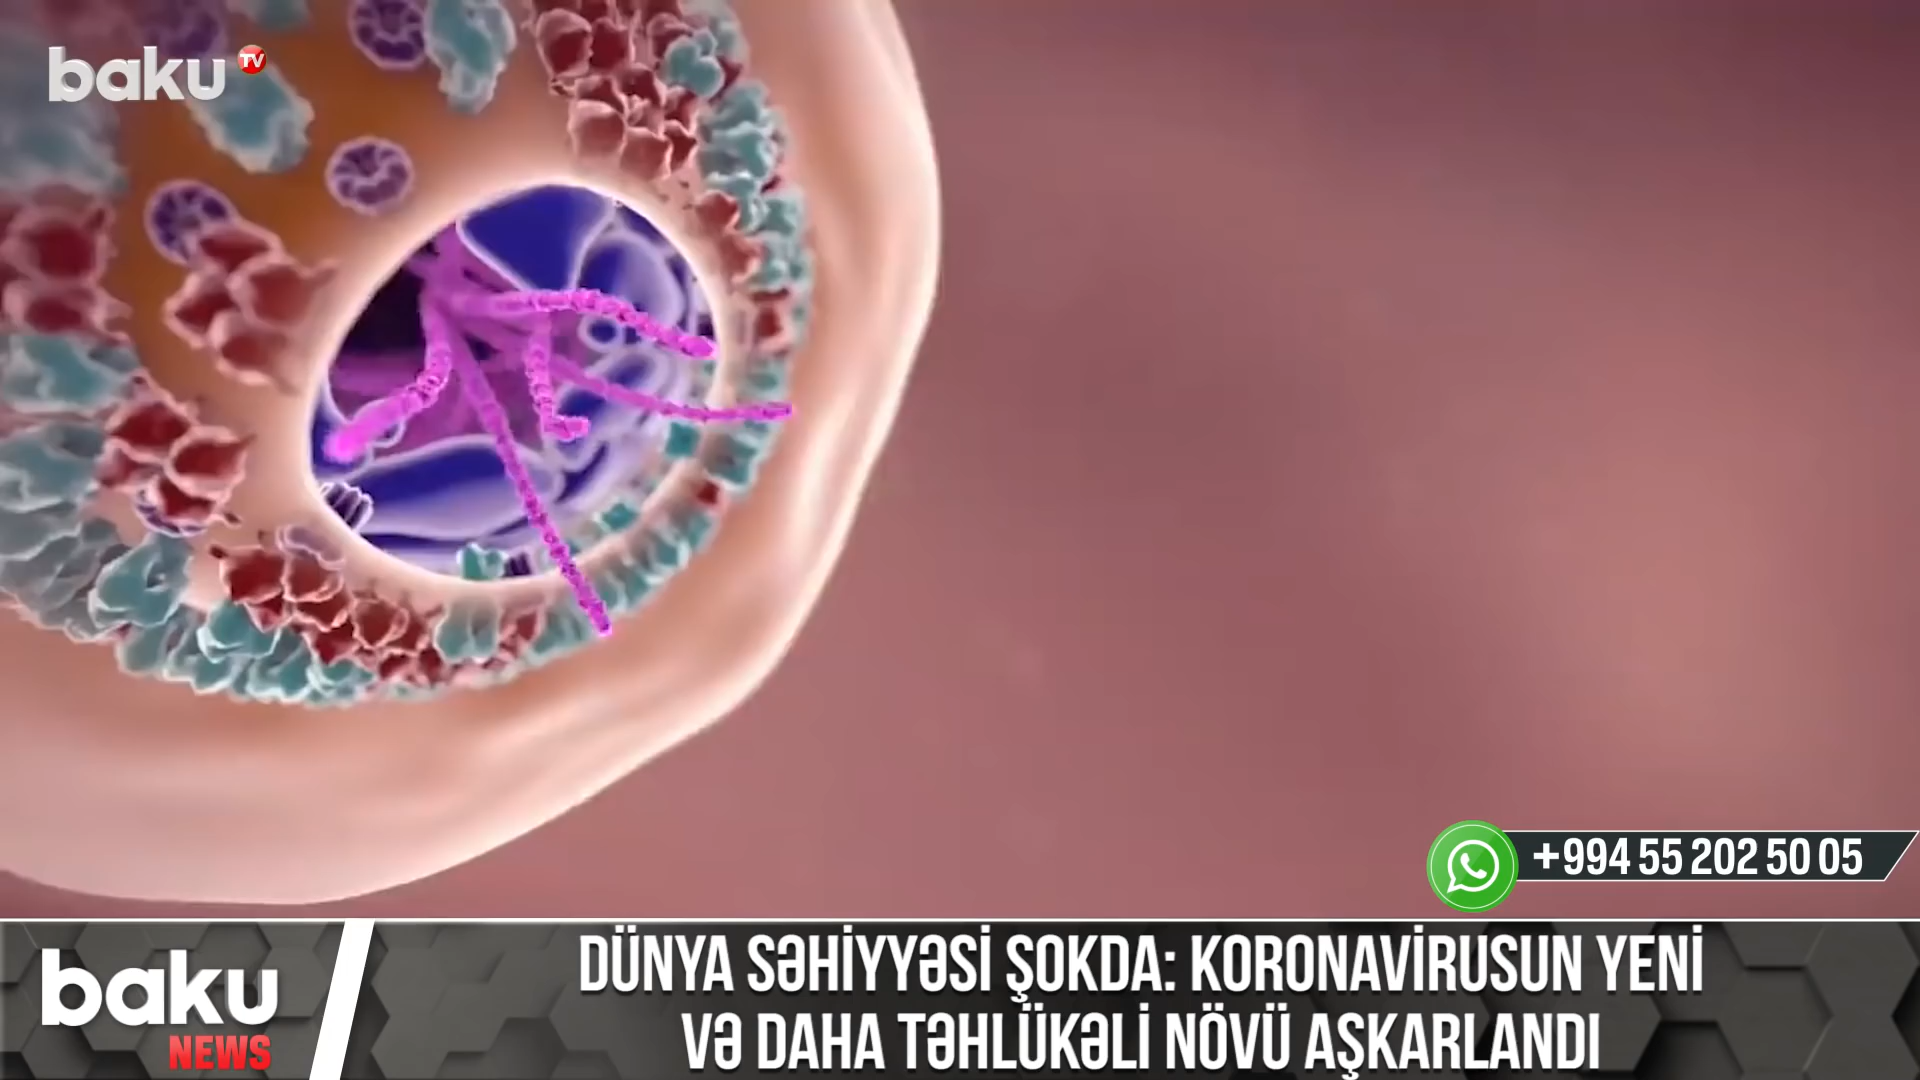 baku TV
+994 55 202 50 05
DÜNYA SƏHİYYƏSİ ŞOKDA: KORONAVİRUSUN YENİ
VƏ DAHA TƏHLÜKƏLİ NÖVÜ AŞKARLANDI
baku
NEWS